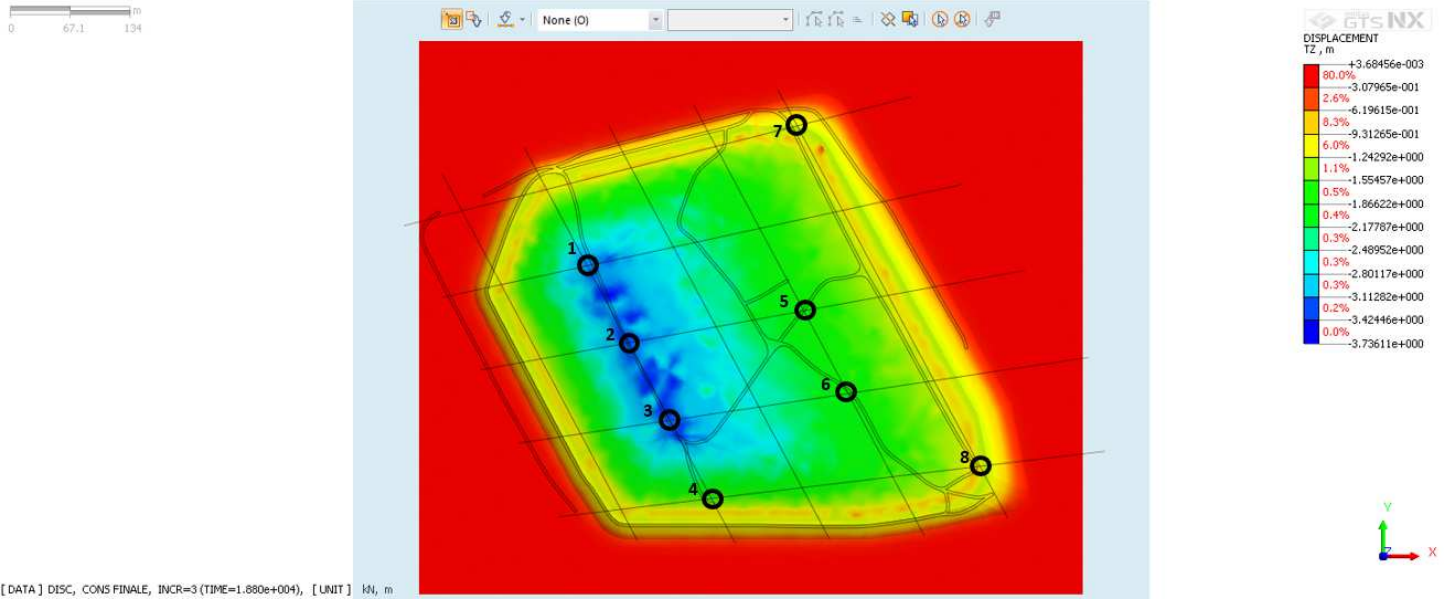 m
0 67.1 134
None (O)
GTS NX
DISPLACEMENT
TZ , m
+3.68456e-003
80.0%
-3.07965e-001
2.6%
-6.19615e-001
8.3%
-9.31265e-001
6.0%
-1.24292e+000
1.1%
-1.55457e+000
0.5%
-1.86622e+000
0.4%
-2.17787e+000
0.3%
-2.48952e+000
0.3%
-2.80117e+000
0.3%
-3.11282e+000
0.2%
-3.42446e+000
0.0%
-3.73611e+000
7
1
5
2
6
3
8
4
Y
Z
X
[ DATA ] DISC, CONS FINALE, INCR=3 (TIME=1.880e+004), [ UNIT ] kN, m